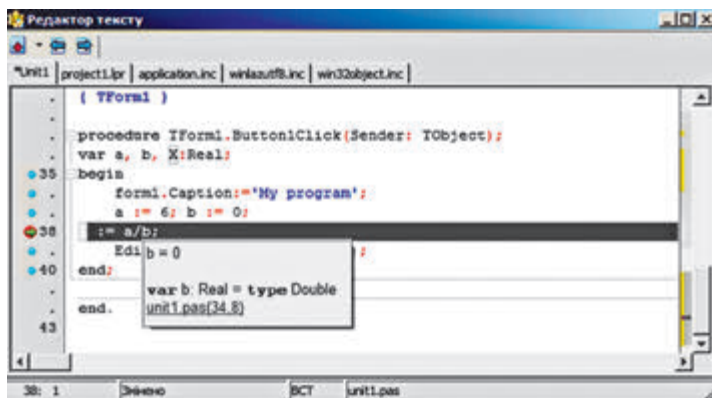 Редактор тексту
*Unit1 project1.lpr application.inc winlazutf8.inc win32object.inc
{ TForm1 }
procedure TForm1.Button1Click(Sender: TObject);
var a, b, X:Real;
35 begin
form1.Caption:='My program';
a := 6; b := 0;
38 := a/b;
Edi ;
b = 0
40 end;
var b: Real = type Double
unit1.pas(34,8)
end.
43
38: 1 Змінено ВСТ unit1.pas